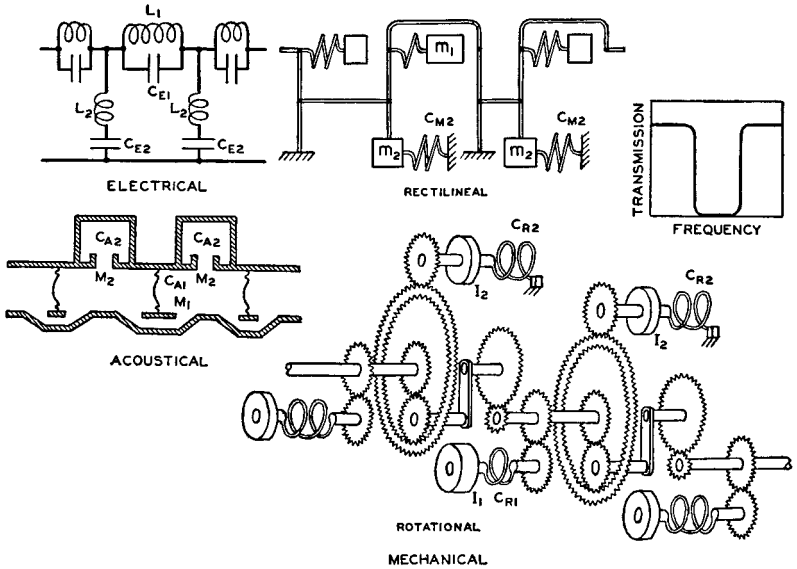 L1
CE1
L2
L2
CE2
CE2
ELECTRICAL
m1
CM2
CM2
m2
m2
RECTILINEAL
TRANSMISSION
FREQUENCY
CA2
CA2
M2
CA1
M2
M1
ACOUSTICAL
CR2
I2
CR2
I2
I1
CR1
ROTATIONAL
MECHANICAL